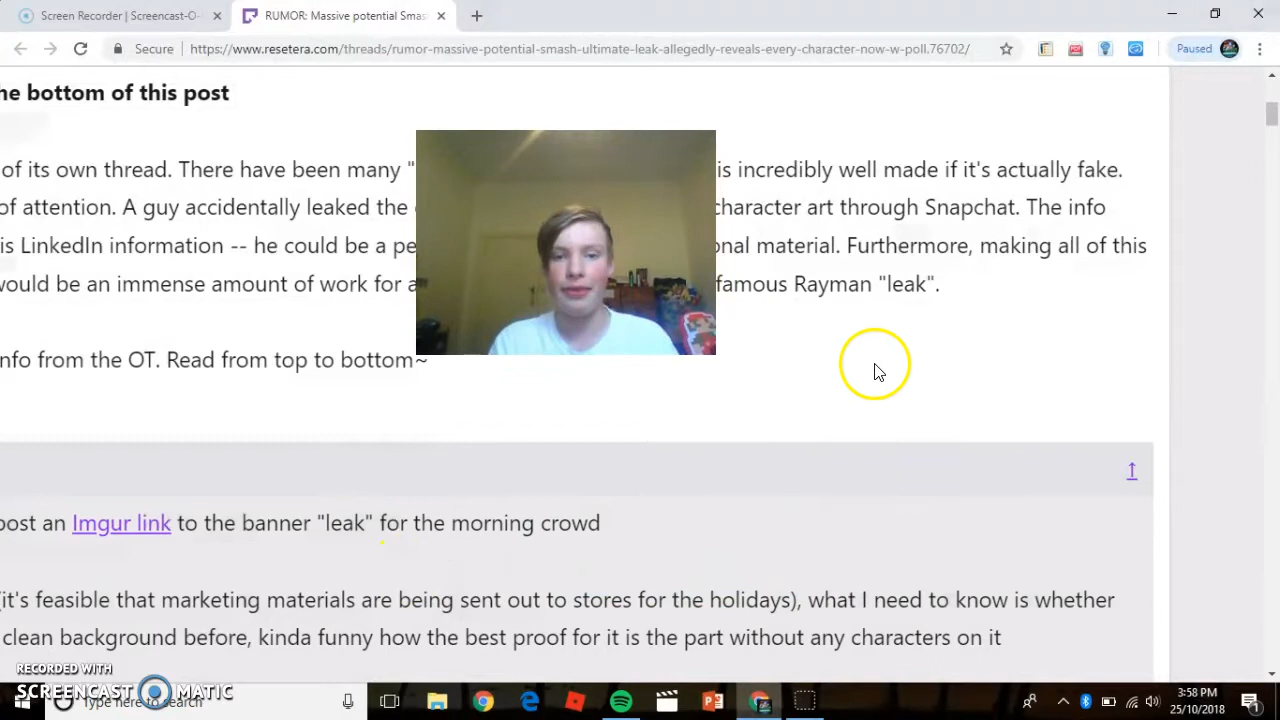 Screen Recorder | Screencast-O-
RUMOR: Massive potential Smas
Secure | https://www.resetera.com/threads/rumor-massive-potential-smash-ultimate-leak-allegedly-reveals-every-character-now-w-poll.76702/
Paused
he bottom of this post
of its own thread. There have been many " is incredibly well made if it's actually fake.
of attention. A guy accidentally leaked the character art through Snapchat. The info
is LinkedIn information -- he could be a pe onal material. Furthermore, making all of this
would be an immense amount of work for a famous Rayman "leak".
nfo from the OT. Read from top to bottom~
↑
post an Imgur link to the banner "leak" for the morning crowd
(it's feasible that marketing materials are being sent out to stores for the holidays), what I need to know is whether
clean background before, kinda funny how the best proof for it is the part without any characters on it
RECORDED WITH
SCREENCAST MATIC
Type here to search
3:58 PM
25/10/2018